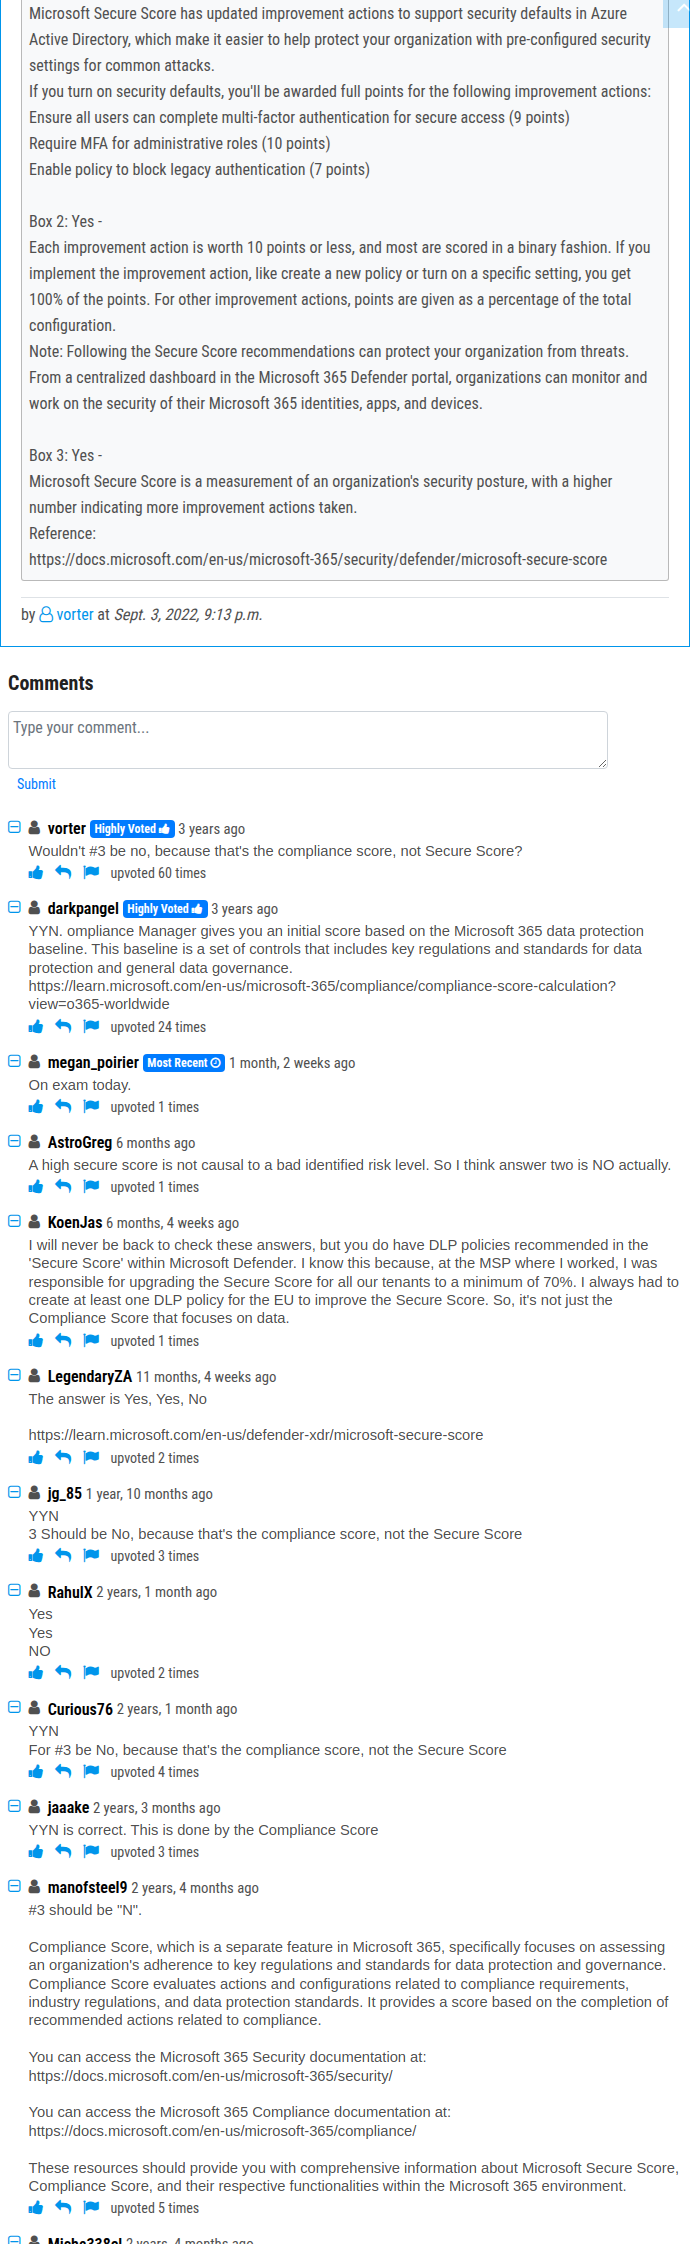 Microsoft Secure Score has updated improvement actions to support security defaults in Azure
Active Directory, which make it easier to help protect your organization with pre-configured security
settings for common attacks.
If you turn on security defaults, you'll be awarded full points for the following improvement actions:
Ensure all users can complete multi-factor authentication for secure access (9 points)
Require MFA for administrative roles (10 points)
Enable policy to block legacy authentication (7 points)
Box 2: Yes -
Each improvement action is worth 10 points or less, and most are scored in a binary fashion. If you
implement the improvement action, like create a new policy or turn on a specific setting, you get
100% of the points. For other improvement actions, points are given as a percentage of the total
configuration.
Note: Following the Secure Score recommendations can protect your organization from threats.
From a centralized dashboard in the Microsoft 365 Defender portal, organizations can monitor and
work on the security of their Microsoft 365 identities, apps, and devices.
Box 3: Yes -
Microsoft Secure Score is a measurement of an organization's security posture, with a higher
number indicating more improvement actions taken.
Reference:
https://docs.microsoft.com/en-us/microsoft-365/security/defender/microsoft-secure-score
by vorter at Sept. 3, 2022, 9:13 p.m.
Comments
Type your comment...
Submit
vorter Highly Voted 3 years ago
Wouldn't #3 be no, because that's the compliance score, not Secure Score?
upvoted 60 times
darkpangel Highly Voted 3 years ago
YYN. ompliance Manager gives you an initial score based on the Microsoft 365 data protection
baseline. This baseline is a set of controls that includes key regulations and standards for data
protection and general data governance.
https://learn.microsoft.com/en-us/microsoft-365/compliance/compliance-score-calculation?
view=o365-worldwide
upvoted 24 times
megan_poirier Most Recent 1 month, 2 weeks ago
On exam today.
upvoted 1 times
AstroGreg 6 months ago
A high secure score is not causal to a bad identified risk level. So I think answer two is NO actually.
upvoted 1 times
KoenJas 6 months, 4 weeks ago
I will never be back to check these answers, but you do have DLP policies recommended in the
'Secure Score' within Microsoft Defender. I know this because, at the MSP where I worked, I was
responsible for upgrading the Secure Score for all our tenants to a minimum of 70%. I always had to
create at least one DLP policy for the EU to improve the Secure Score. So, it's not just the
Compliance Score that focuses on data.
upvoted 1 times
LegendaryZA 11 months, 4 weeks ago
The answer is Yes, Yes, No
https://learn.microsoft.com/en-us/defender-xdr/microsoft-secure-score
upvoted 2 times
jg_85 1 year, 10 months ago
YYN
3 Should be No, because that's the compliance score, not the Secure Score
upvoted 3 times
RahulX 2 years, 1 month ago
Yes
Yes
NO
upvoted 2 times
Curious76 2 years, 1 month ago
YYN
For #3 be No, because that's the compliance score, not the Secure Score
upvoted 4 times
jaaake 2 years, 3 months ago
YYN is correct. This is done by the Compliance Score
upvoted 3 times
manofsteel9 2 years, 4 months ago
#3 should be "N".
Compliance Score, which is a separate feature in Microsoft 365, specifically focuses on assessing
an organization's adherence to key regulations and standards for data protection and governance.
Compliance Score evaluates actions and configurations related to compliance requirements,
industry regulations, and data protection standards. It provides a score based on the completion of
recommended actions related to compliance.
You can access the Microsoft 365 Security documentation at:
https://docs.microsoft.com/en-us/microsoft-365/security/
You can access the Microsoft 365 Compliance documentation at:
https://docs.microsoft.com/en-us/microsoft-365/compliance/
These resources should provide you with comprehensive information about Microsoft Secure Score,
Compliance Score, and their respective functionalities within the Microsoft 365 environment.
upvoted 5 times
2 years, 4 months ago